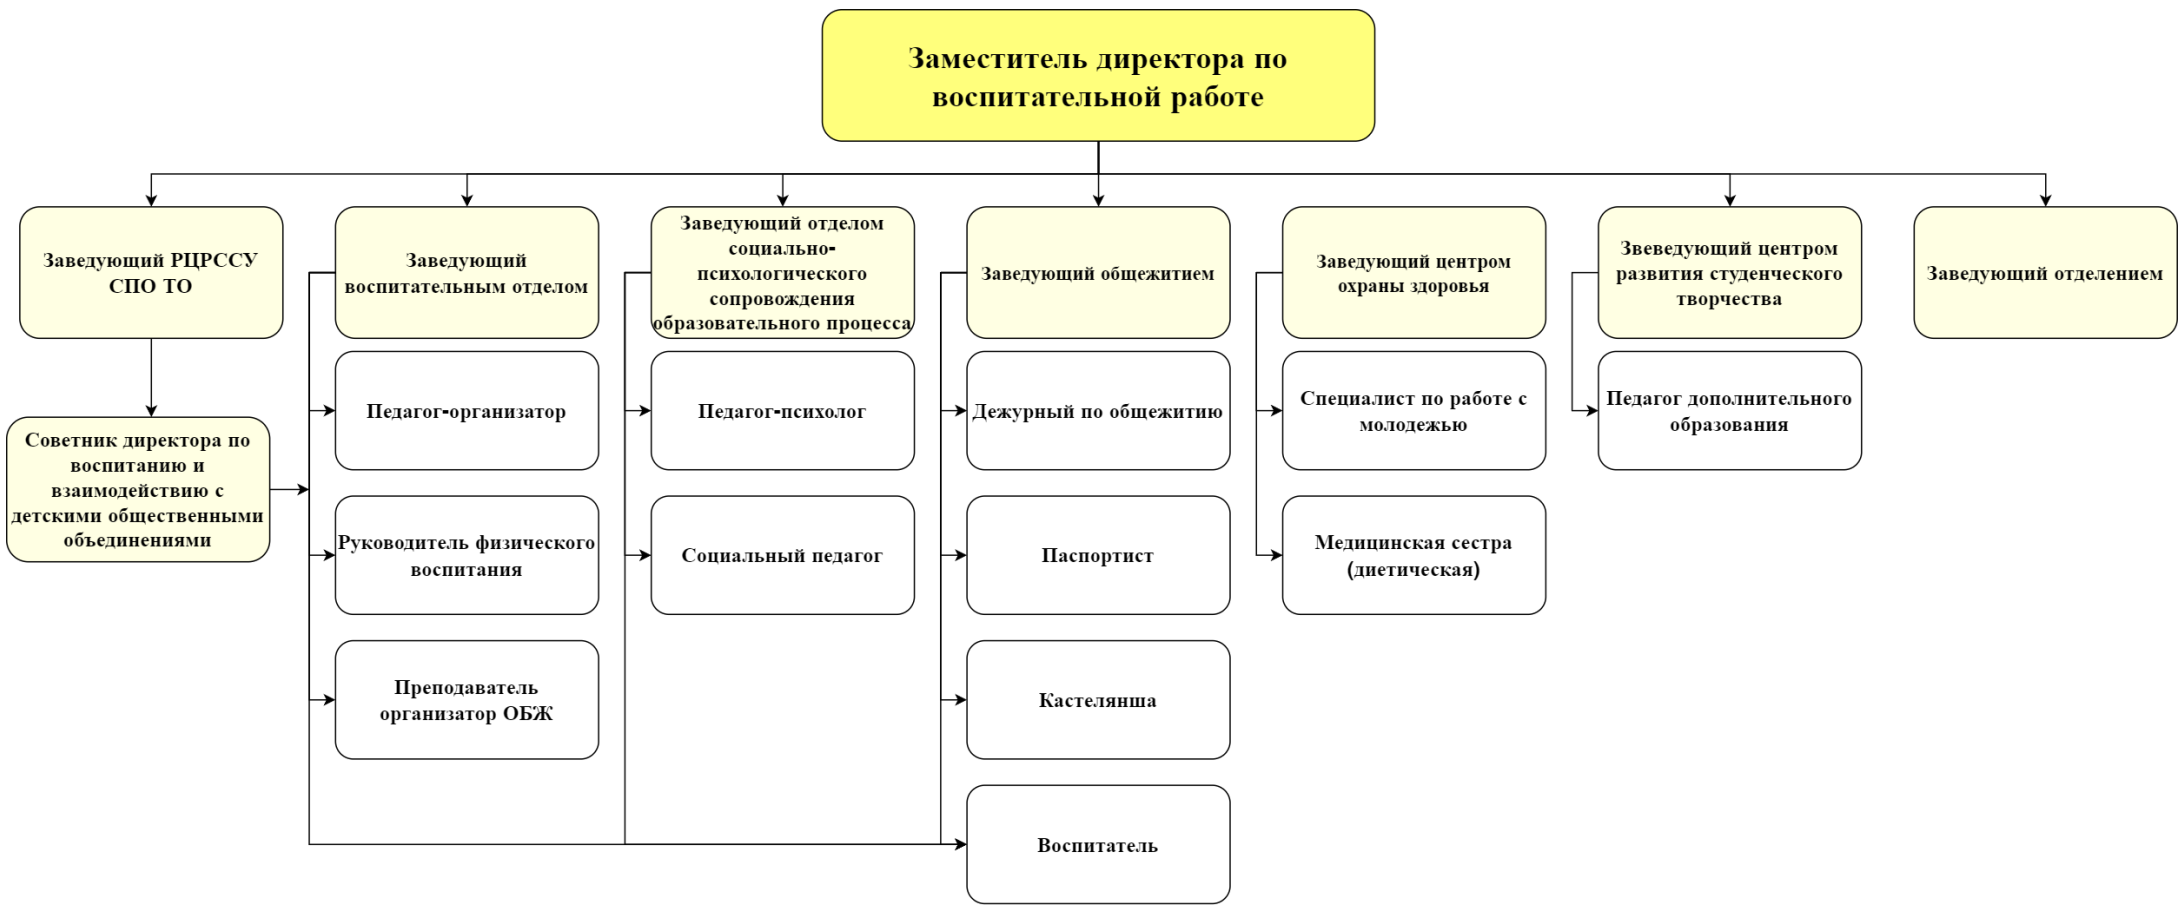 Заместитель директора по
воспитательной работе
Заведующий РЦРССУ
СПО ТО
Заведующий
воспитательным отделом
Заведующий отделом
социально-
психологического
сопровождения
образовательного процесса
Заведующий общежитием
Заведующий центром
охраны здоровья
Звеведующий центром
развития студенческого
творчества
Заведующий отделением
Советник директора по
воспитанию и
взаимодействию с
детскими общественными
объединениями
Педагог-организатор
Педагог-психолог
Дежурный по общежитию
Специалист по работе с
молодежью
Педагог дополнительного
образования
Руководитель физического
воспитания
Социальный педагог
Паспортист
Медицинская сестра
(диетическая)
Преподаватель
организатор ОБЖ
Кастелянша
Воспитатель